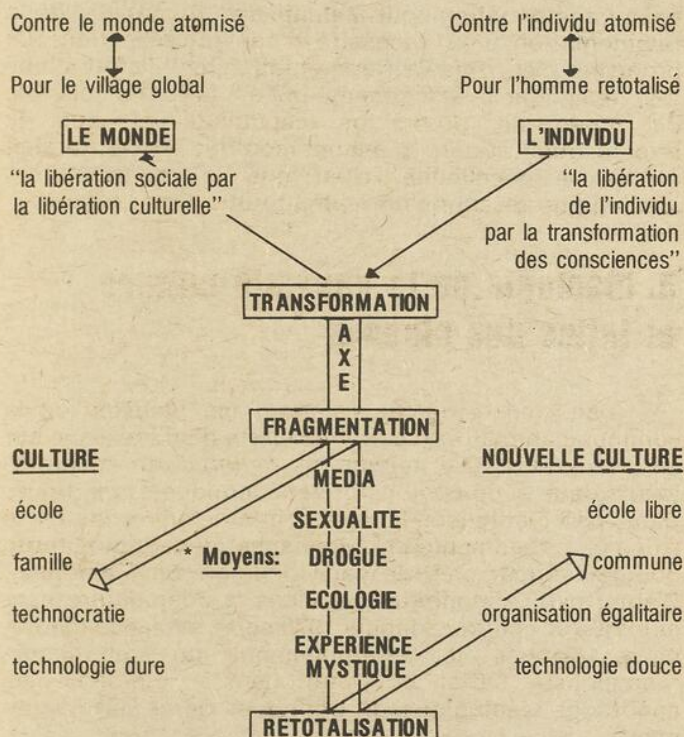 Contre le monde atomisé
Pour le village global
LE MONDE
"la libération sociale par
la libération culturelle"
Contre l'individu atomisé
Pour l'homme retotalisé
L'INDIVIDU
"la libération
de l'individu
par la transformation
des consciences"
TRANSFORMATION
A
X
E
FRAGMENTATION
CULTURE
école
famille
technocratie
technologie dure
* Moyens:
MEDIA
SEXUALITE
DROGUE
ECOLOGIE
EXPERIENCE
MYSTIQUE
NOUVELLE CULTURE
école libre
commune
organisation égalitaire
technologie douce
RETOTALISATION